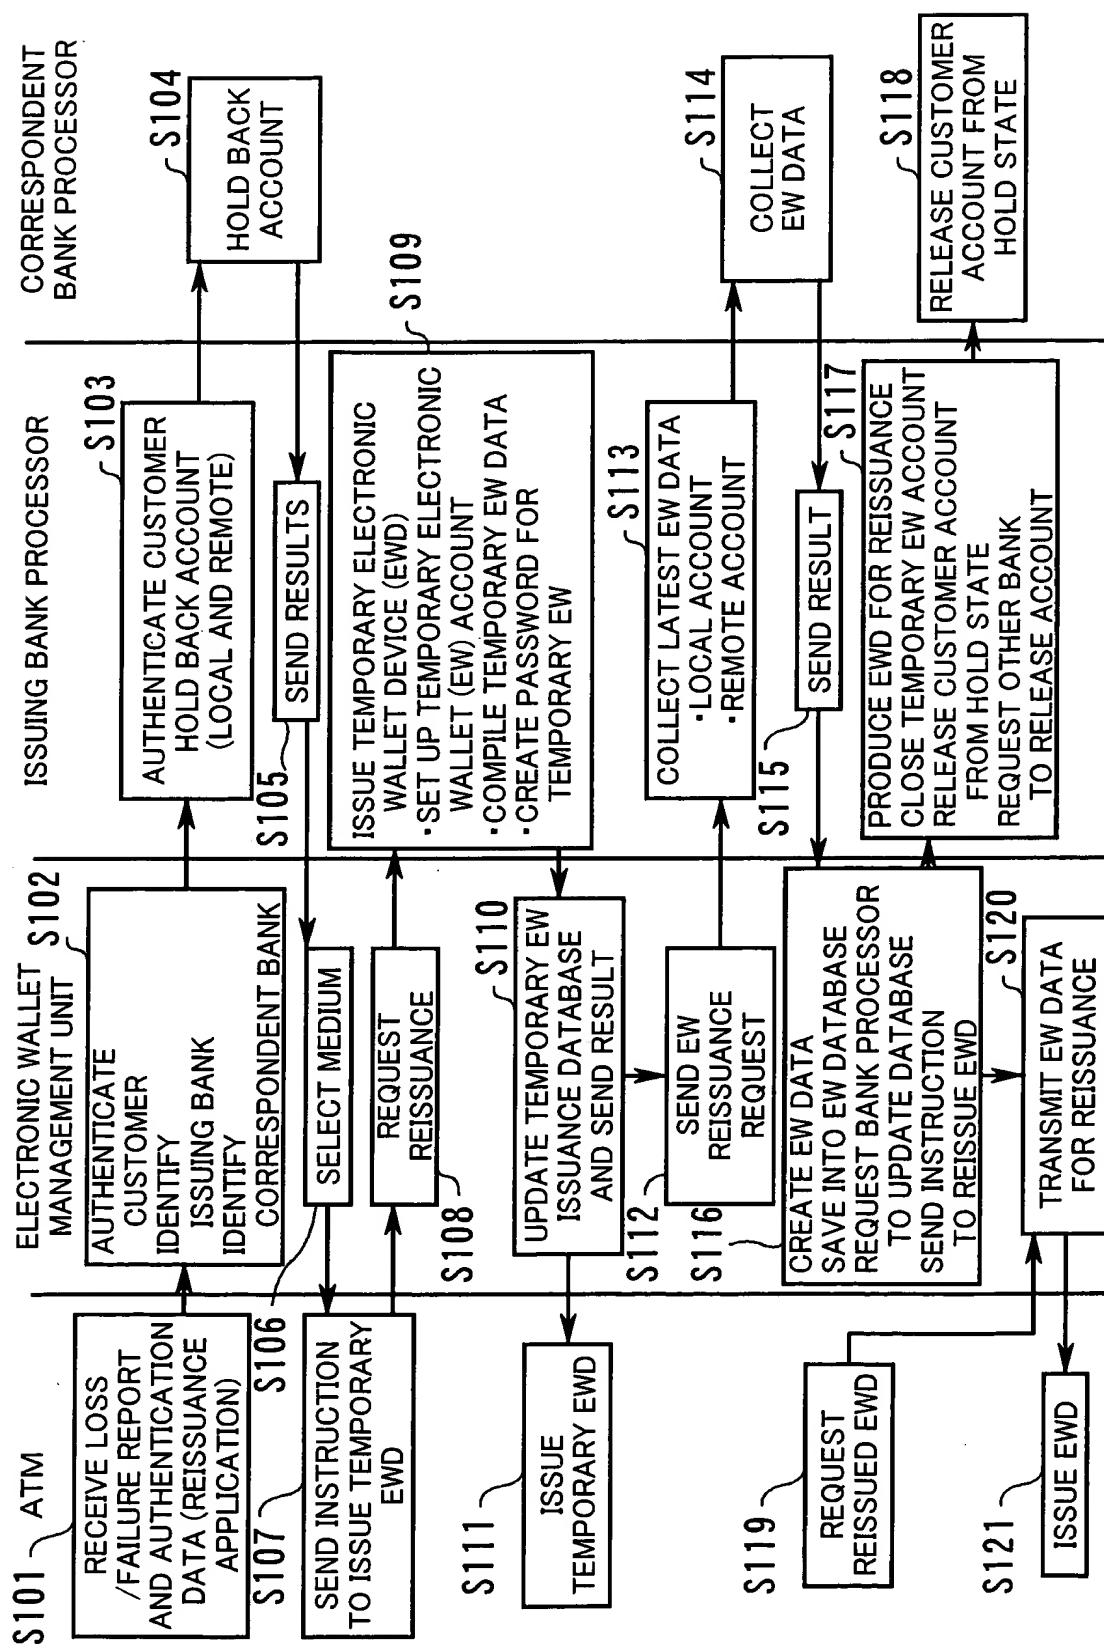 ATM
ELECTRONIC WALLET
MANAGEMENT UNIT
ISSUING BANK PROCESSOR
CORRESPONDENT
BANK PROCESSOR
S101
RECEIVE LOSS
/FAILURE REPORT
AND AUTHENTICATION
DATA (REISSUANCE
APPLICATION)
S102
AUTHENTICATE
CUSTOMER
IDENTIFY
ISSUING BANK
IDENTIFY
CORRESPONDENT BANK
S103
AUTHENTICATE CUSTOMER
HOLD BACK ACCOUNT
(LOCAL AND REMOTE)
S104
HOLD BACK
ACCOUNT
S105
SEND RESULTS
S106
SELECT MEDIUM
S107
SEND INSTRUCTION
TO ISSUE TEMPORARY
EWD
S108
REQUEST
REISSUANCE
S109
ISSUE TEMPORARY ELECTRONIC
WALLET DEVICE (EWD)
・SET UP TEMPORARY ELECTRONIC
WALLET (EW) ACCOUNT
・COMPILE TEMPORARY EW DATA
・CREATE PASSWORD FOR
TEMPORARY EW
S110
UPDATE TEMPORARY EW
ISSUANCE DATABASE
AND SEND RESULT
S111
ISSUE
TEMPORARY EWD
S112
SEND EW
REISSUANCE
REQUEST
S113
COLLECT LATEST EW DATA
・LOCAL ACCOUNT
・REMOTE ACCOUNT
S114
COLLECT
EW DATA
S115
SEND RESULT
S116
CREATE EW DATA
SAVE INTO EW DATABASE
REQUEST BANK PROCESSOR
TO UPDATE DATABASE
SEND INSTRUCTION
TO REISSUE EWD
S117
PRODUCE EWD FOR REISSUANCE
CLOSE TEMPORARY EW ACCOUNT
RELEASE CUSTOMER ACCOUNT
FROM HOLD STATE
REQUEST OTHER BANK
TO RELEASE ACCOUNT
S118
RELEASE CUSTOMER
ACCOUNT FROM
HOLD STATE
S119
REQUEST
REISSUED EWD
S120
TRANSMIT EW DATA
FOR REISSUANCE
S121
ISSUE EWD